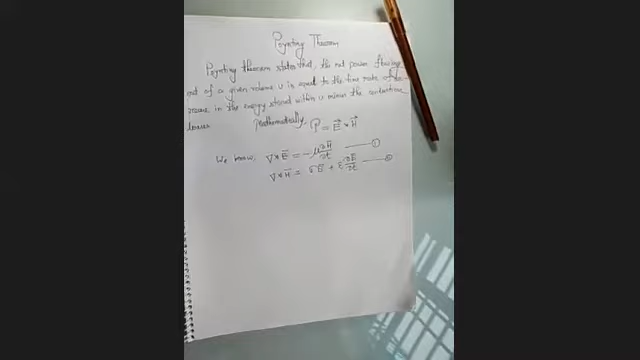 Poynting Theorem
Poynting theorem states that, the net power flowing
out of a given volume v is equal to the time rate of de
crease in the energy stored within v minus the conduction
losses Mathematically, P = E⃗ × H⃗
We know, ∇×E⃗ = -μ ∂H⃗/∂t —— ①
∇×H⃗ = σE⃗ + ε ∂E⃗/∂t —— ②